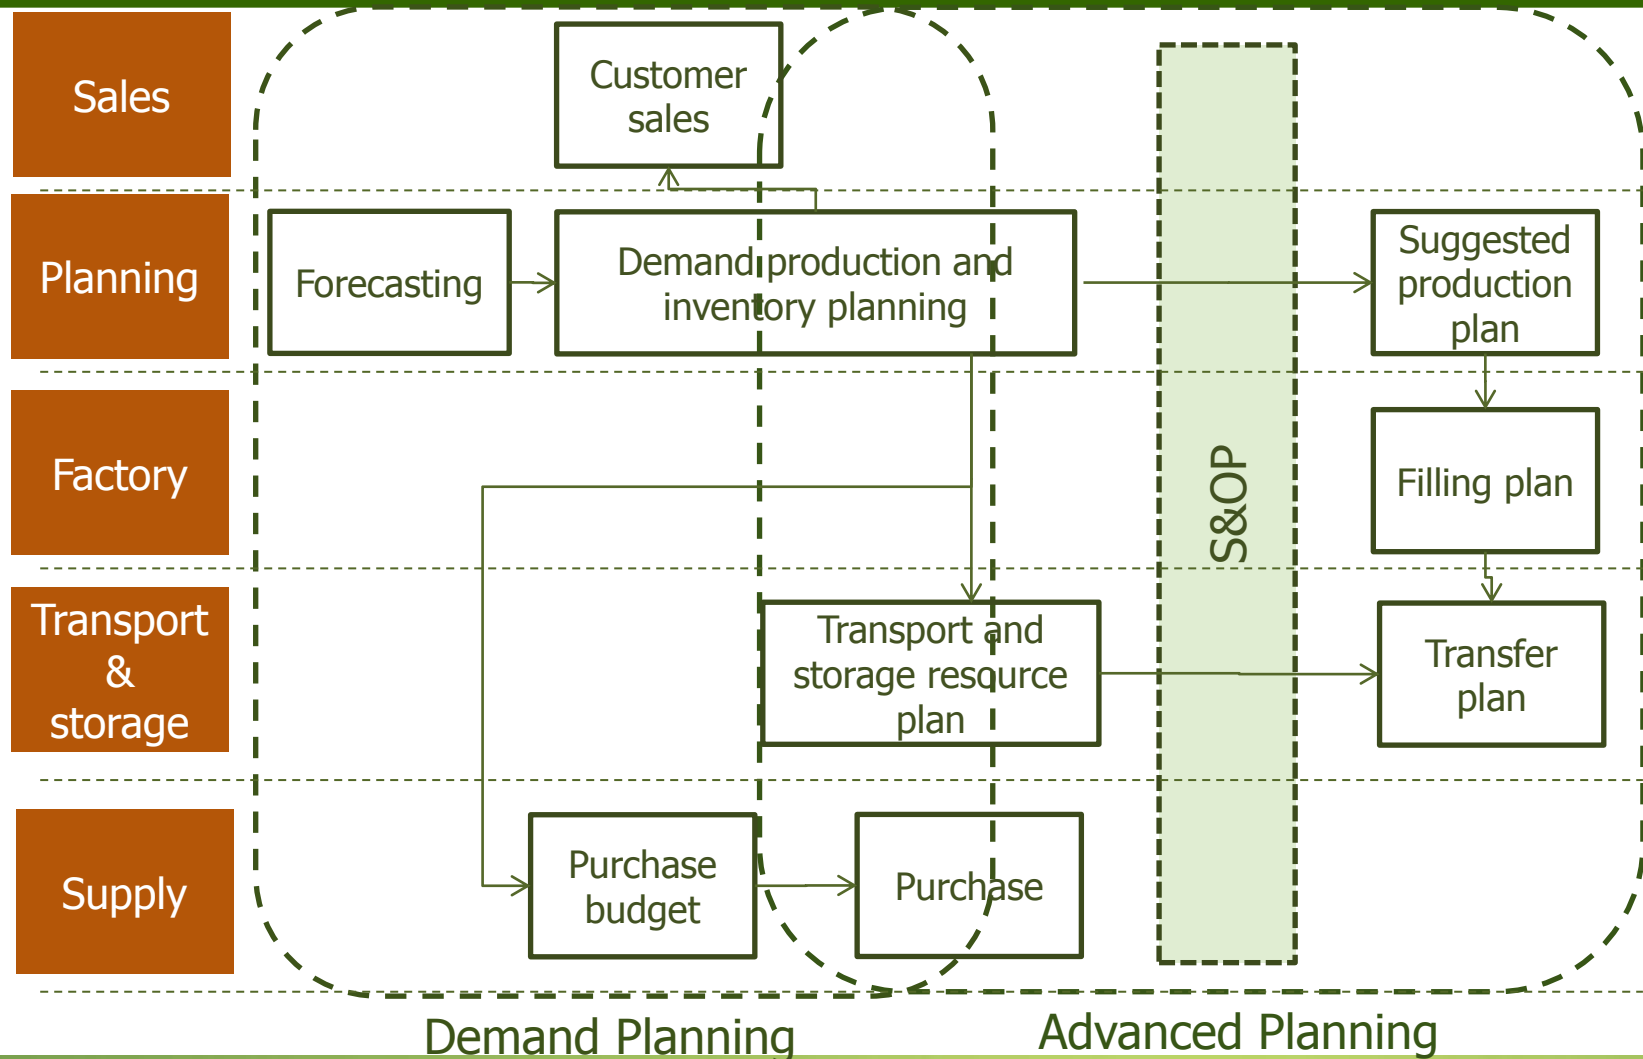 Sales
Customer
sales
Planning
Forecasting
Demand production and
inventory planning
Suggested
production
plan
Factory
S&OP
Filling plan
Transport
&
storage
Transport and
storage resource
plan
Transfer
plan
Supply
Purchase
budget
Purchase
Demand Planning
Advanced Planning